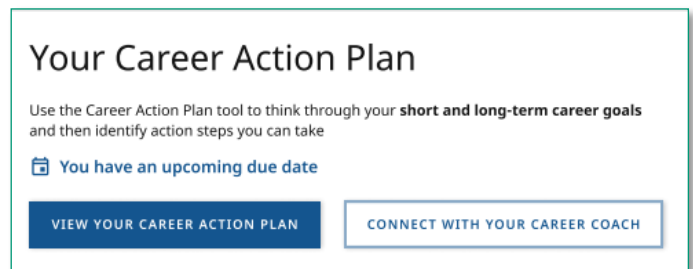 Your Career Action Plan
Use the Career Action Plan tool to think through your short and long-term career goals
and then identify action steps you can take
You have an upcoming due date
VIEW YOUR CAREER ACTION PLAN
CONNECT WITH YOUR CAREER COACH